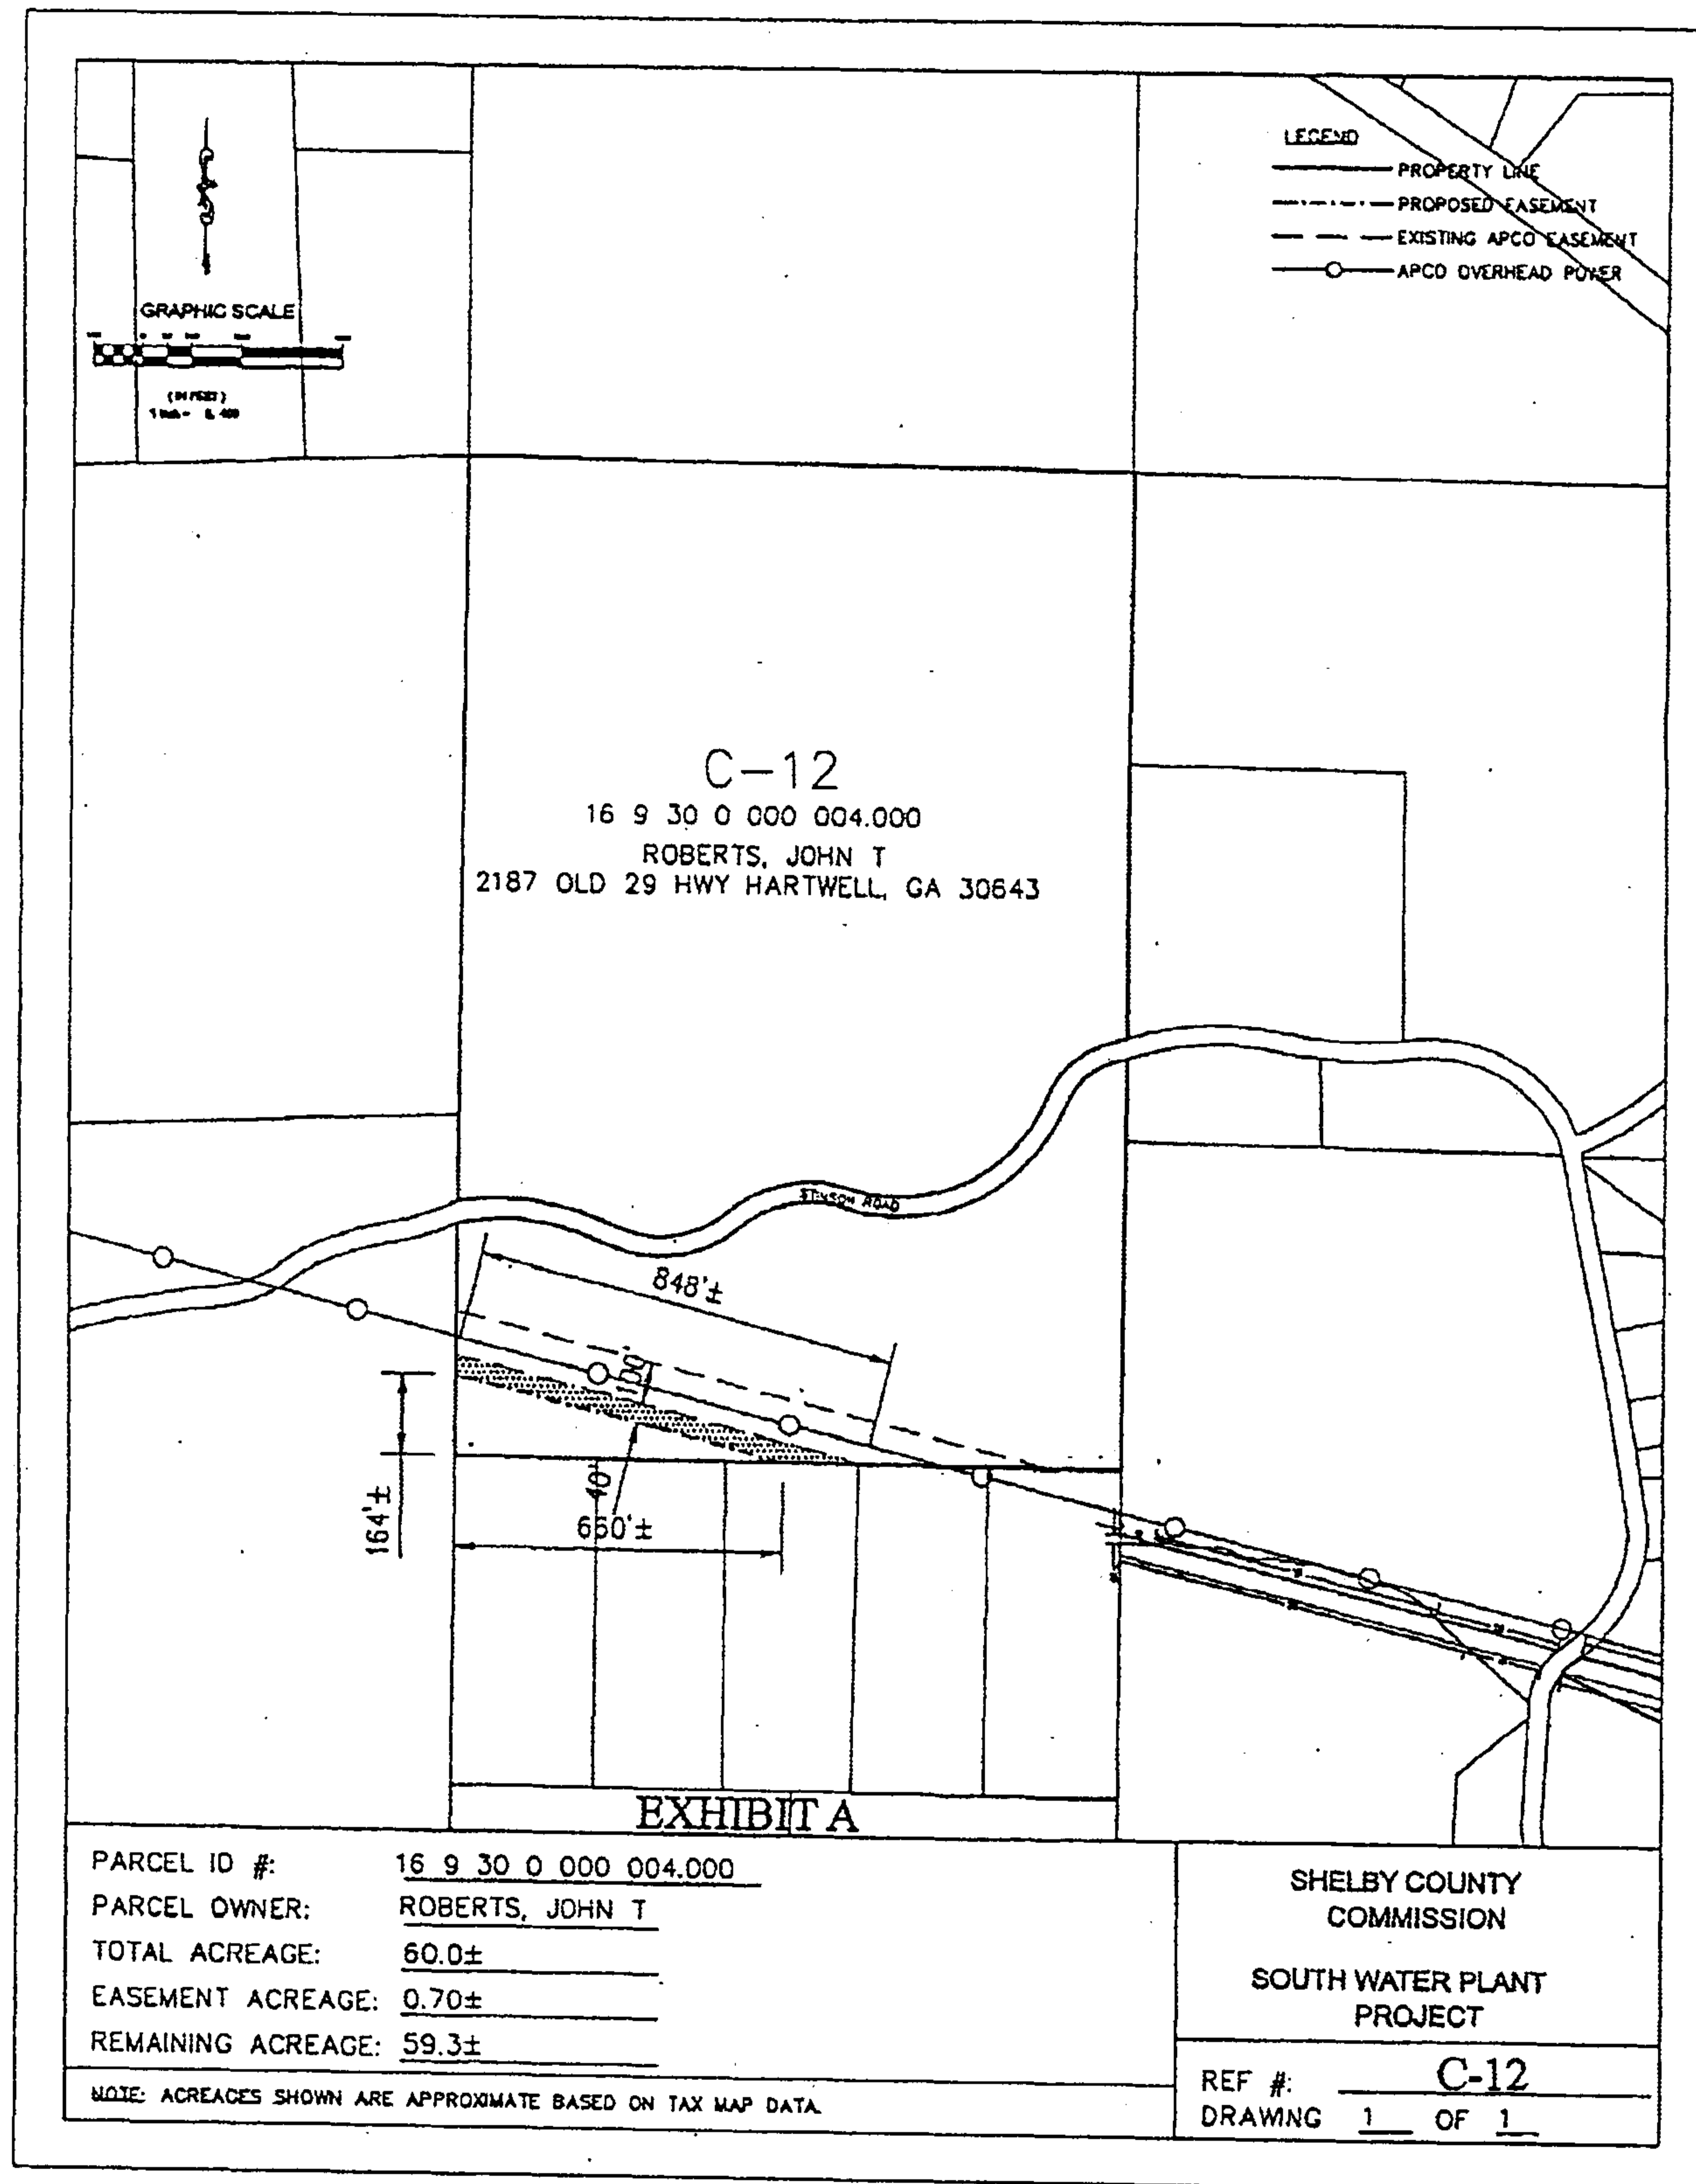 LEGEND
PROPERTY LINE
PROPOSED EASEMENT
EXISTING APCO EASEMENT
APCO OVERHEAD POWER
GRAPHIC SCALE
C-12
16 9 30 0 000 004.000
ROBERTS, JOHN T
2187 OLD 29 HWY HARTWELL, GA 30643
STINSON ROAD
848'±
164'±
40'
660'±
EXHIBIT A
PARCEL ID #: 16 9 30 0 000 004.000
PARCEL OWNER: ROBERTS, JOHN T
TOTAL ACREAGE: 60.0±
EASEMENT ACREAGE: 0.70±
REMAINING ACREAGE: 59.3±
NOTE: ACREAGES SHOWN ARE APPROXIMATE BASED ON TAX MAP DATA.
SHELBY COUNTY
COMMISSION
SOUTH WATER PLANT
PROJECT
REF #: C-12
DRAWING 1 OF 1